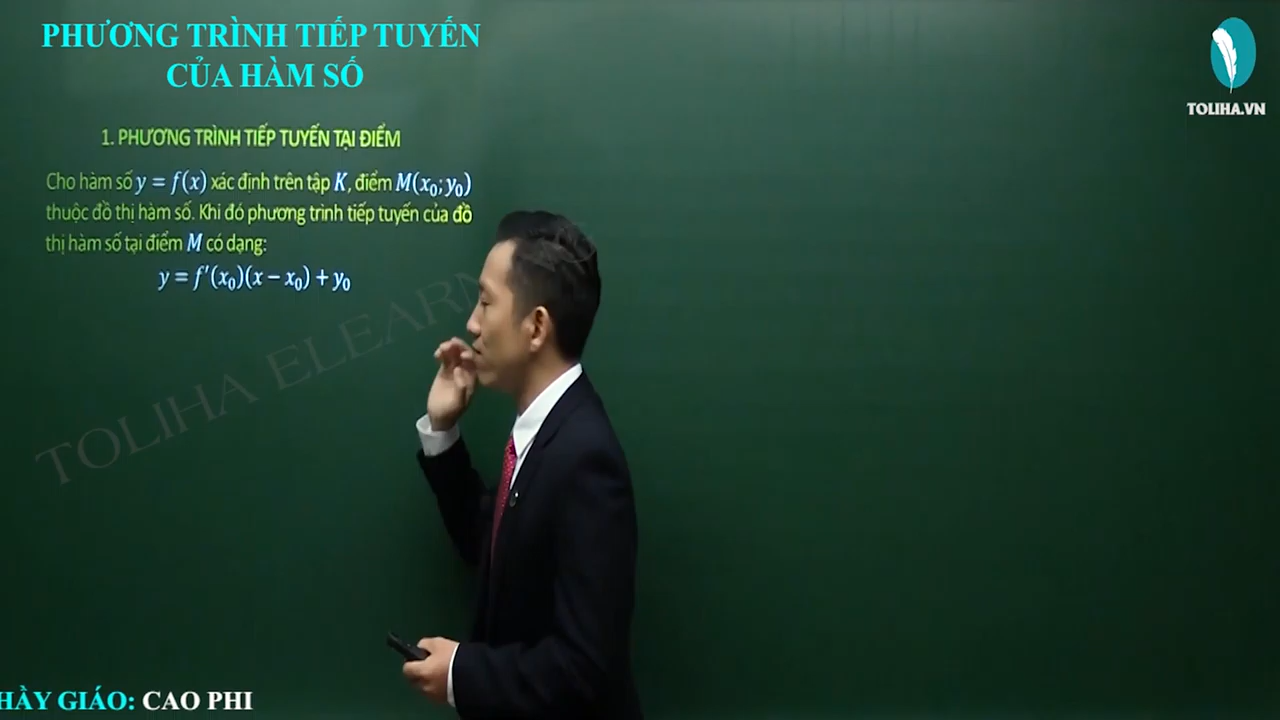 PHƯƠNG TRÌNH TIẾP TUYẾN
CỦA HÀM SỐ
TOLIHA.VN
1. PHƯƠNG TRÌNH TIẾP TUYẾN TẠI ĐIỂM
Cho hàm số y = f(x) xác định trên tập K, điểm M(x₀; y₀)
thuộc đồ thị hàm số. Khi đó phương trình tiếp tuyến của đồ
thị hàm số tại điểm M có dạng:
y = f′(x₀)(x − x₀) + y₀
TOLIHA
HẦY GIÁO: CAO PHI